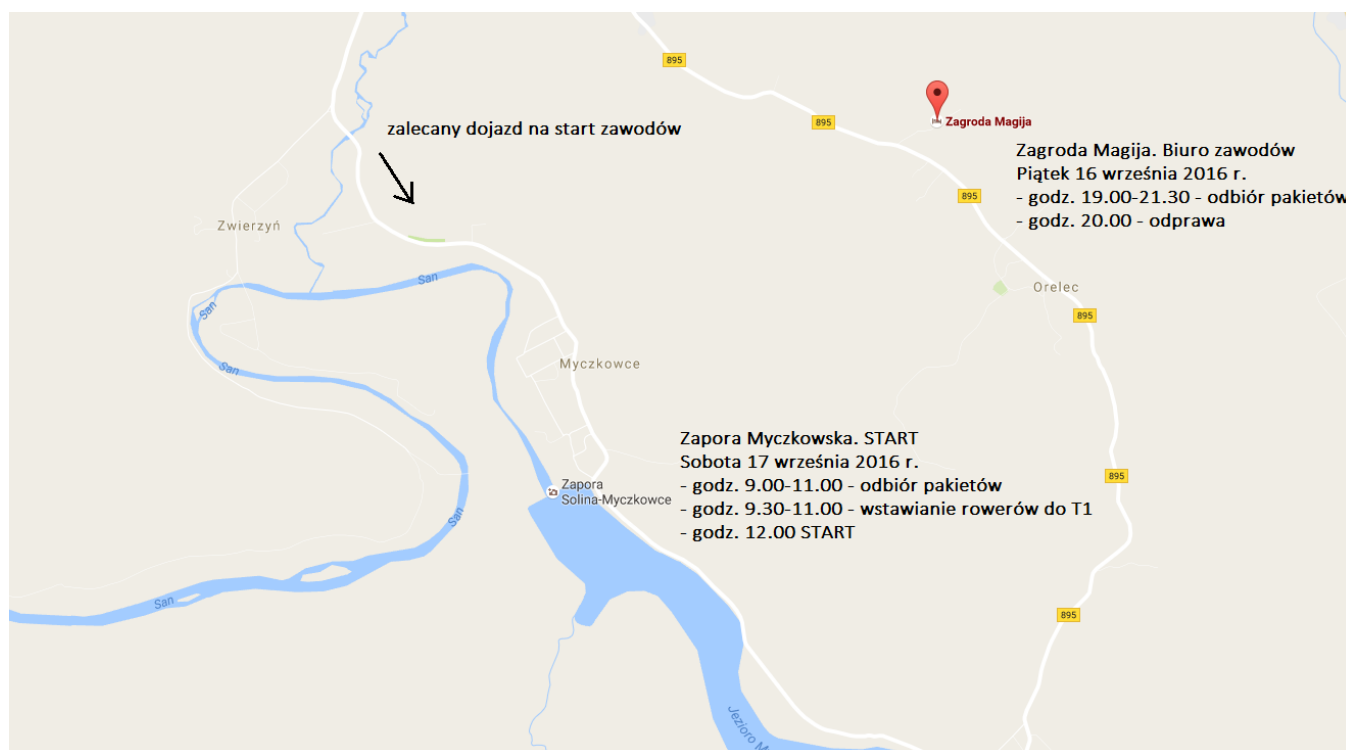 895
895
Zagroda Magija
zalecany dojazd na start zawodów
Zagroda Magija. Biuro zawodów
Piątek 16 września 2016 r.
- godz. 19.00-21.30 - odbiór pakietów
- godz. 20.00 - odprawa
895
Zwierzyń
San
San
Orelec
895
San
Myczkowce
Zapora Myczkowska. START
Sobota 17 września 2016 r.
- godz. 9.00-11.00 - odbiór pakietów
- godz. 9.30-11.00 - wstawianie rowerów do T1
- godz. 12.00 START
Zapora
Solina-Myczkowce
895
San
San
895
Jezioro